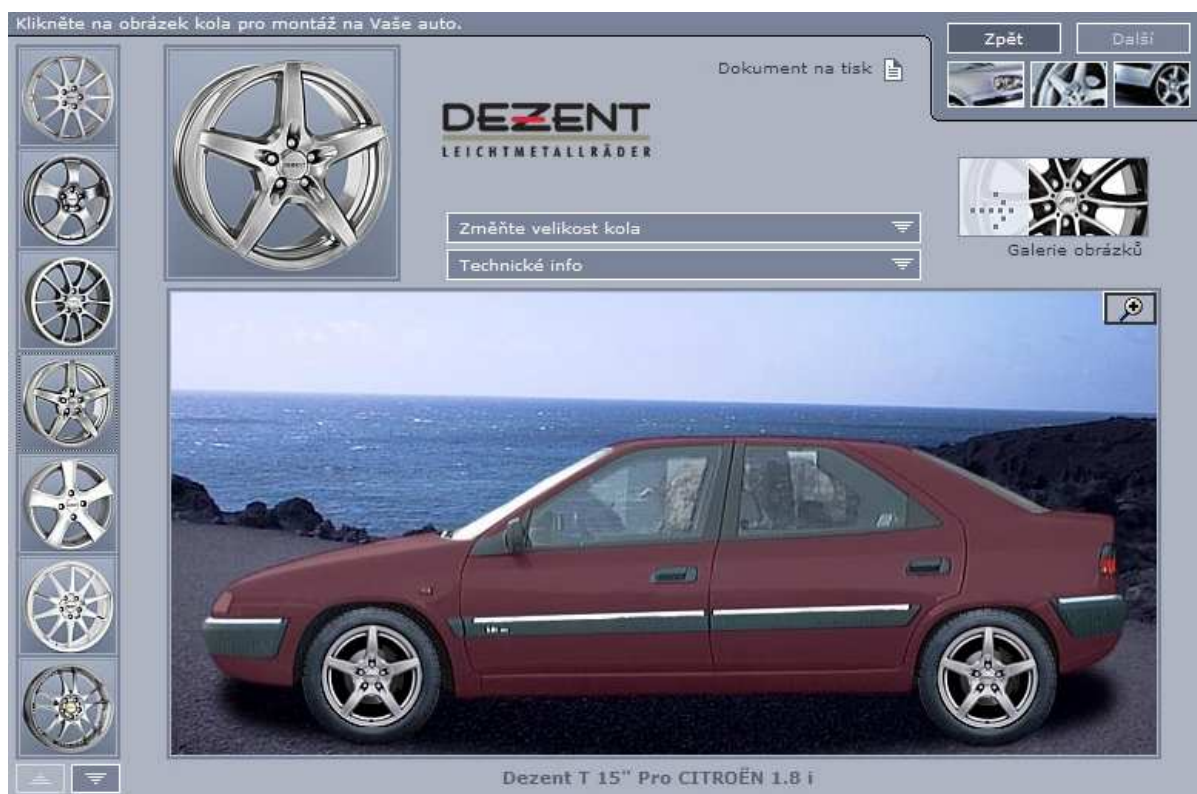 Klikněte na obrázek kola pro montáž na Vaše auto.
Zpět
Další
Dokument na tisk
DEZENT
LEICHTMETALLRÄDER
Změňte velikost kola
Technické info
Galerie obrázků
Dezent T 15" Pro CITROËN 1.8 i